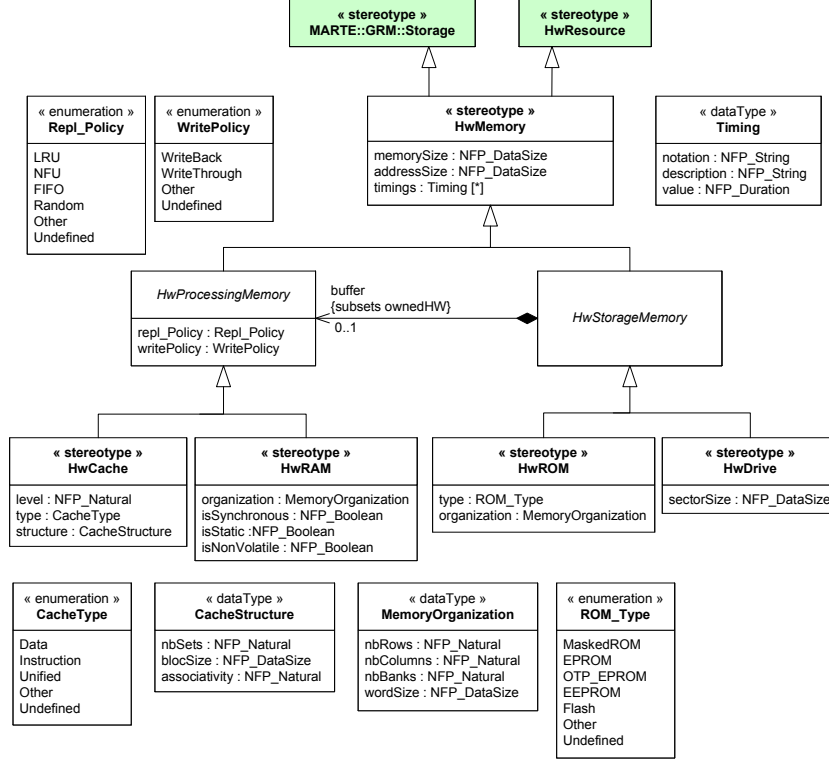 « stereotype »
MARTE::GRM::Storage
« stereotype »
HwResource
« enumeration »
Repl_Policy
LRU
NFU
FIFO
Random
Other
Undefined
« enumeration »
WritePolicy
WriteBack
WriteThrough
Other
Undefined
« stereotype »
HwMemory
memorySize : NFP_DataSize
addressSize : NFP_DataSize
timings : Timing [*]
« dataType »
Timing
notation : NFP_String
description : NFP_String
value : NFP_Duration
HwProcessingMemory
repl_Policy : Repl_Policy
writePolicy : WritePolicy
buffer
{subsets ownedHW}
0..1
HwStorageMemory
« stereotype »
HwCache
level : NFP_Natural
type : CacheType
structure : CacheStructure
« stereotype »
HwRAM
organization : MemoryOrganization
isSynchronous : NFP_Boolean
isStatic :NFP_Boolean
isNonVolatile : NFP_Boolean
« stereotype »
HwROM
type : ROM_Type
organization : MemoryOrganization
« stereotype »
HwDrive
sectorSize : NFP_DataSize
« enumeration »
CacheType
Data
Instruction
Unified
Other
Undefined
« dataType »
CacheStructure
nbSets : NFP_Natural
blocSize : NFP_DataSize
associativity : NFP_Natural
« dataType »
MemoryOrganization
nbRows : NFP_Natural
nbColumns : NFP_Natural
nbBanks : NFP_Natural
wordSize : NFP_DataSize
« enumeration »
ROM_Type
MaskedROM
EPROM
OTP_EPROM
EEPROM
Flash
Other
Undefined